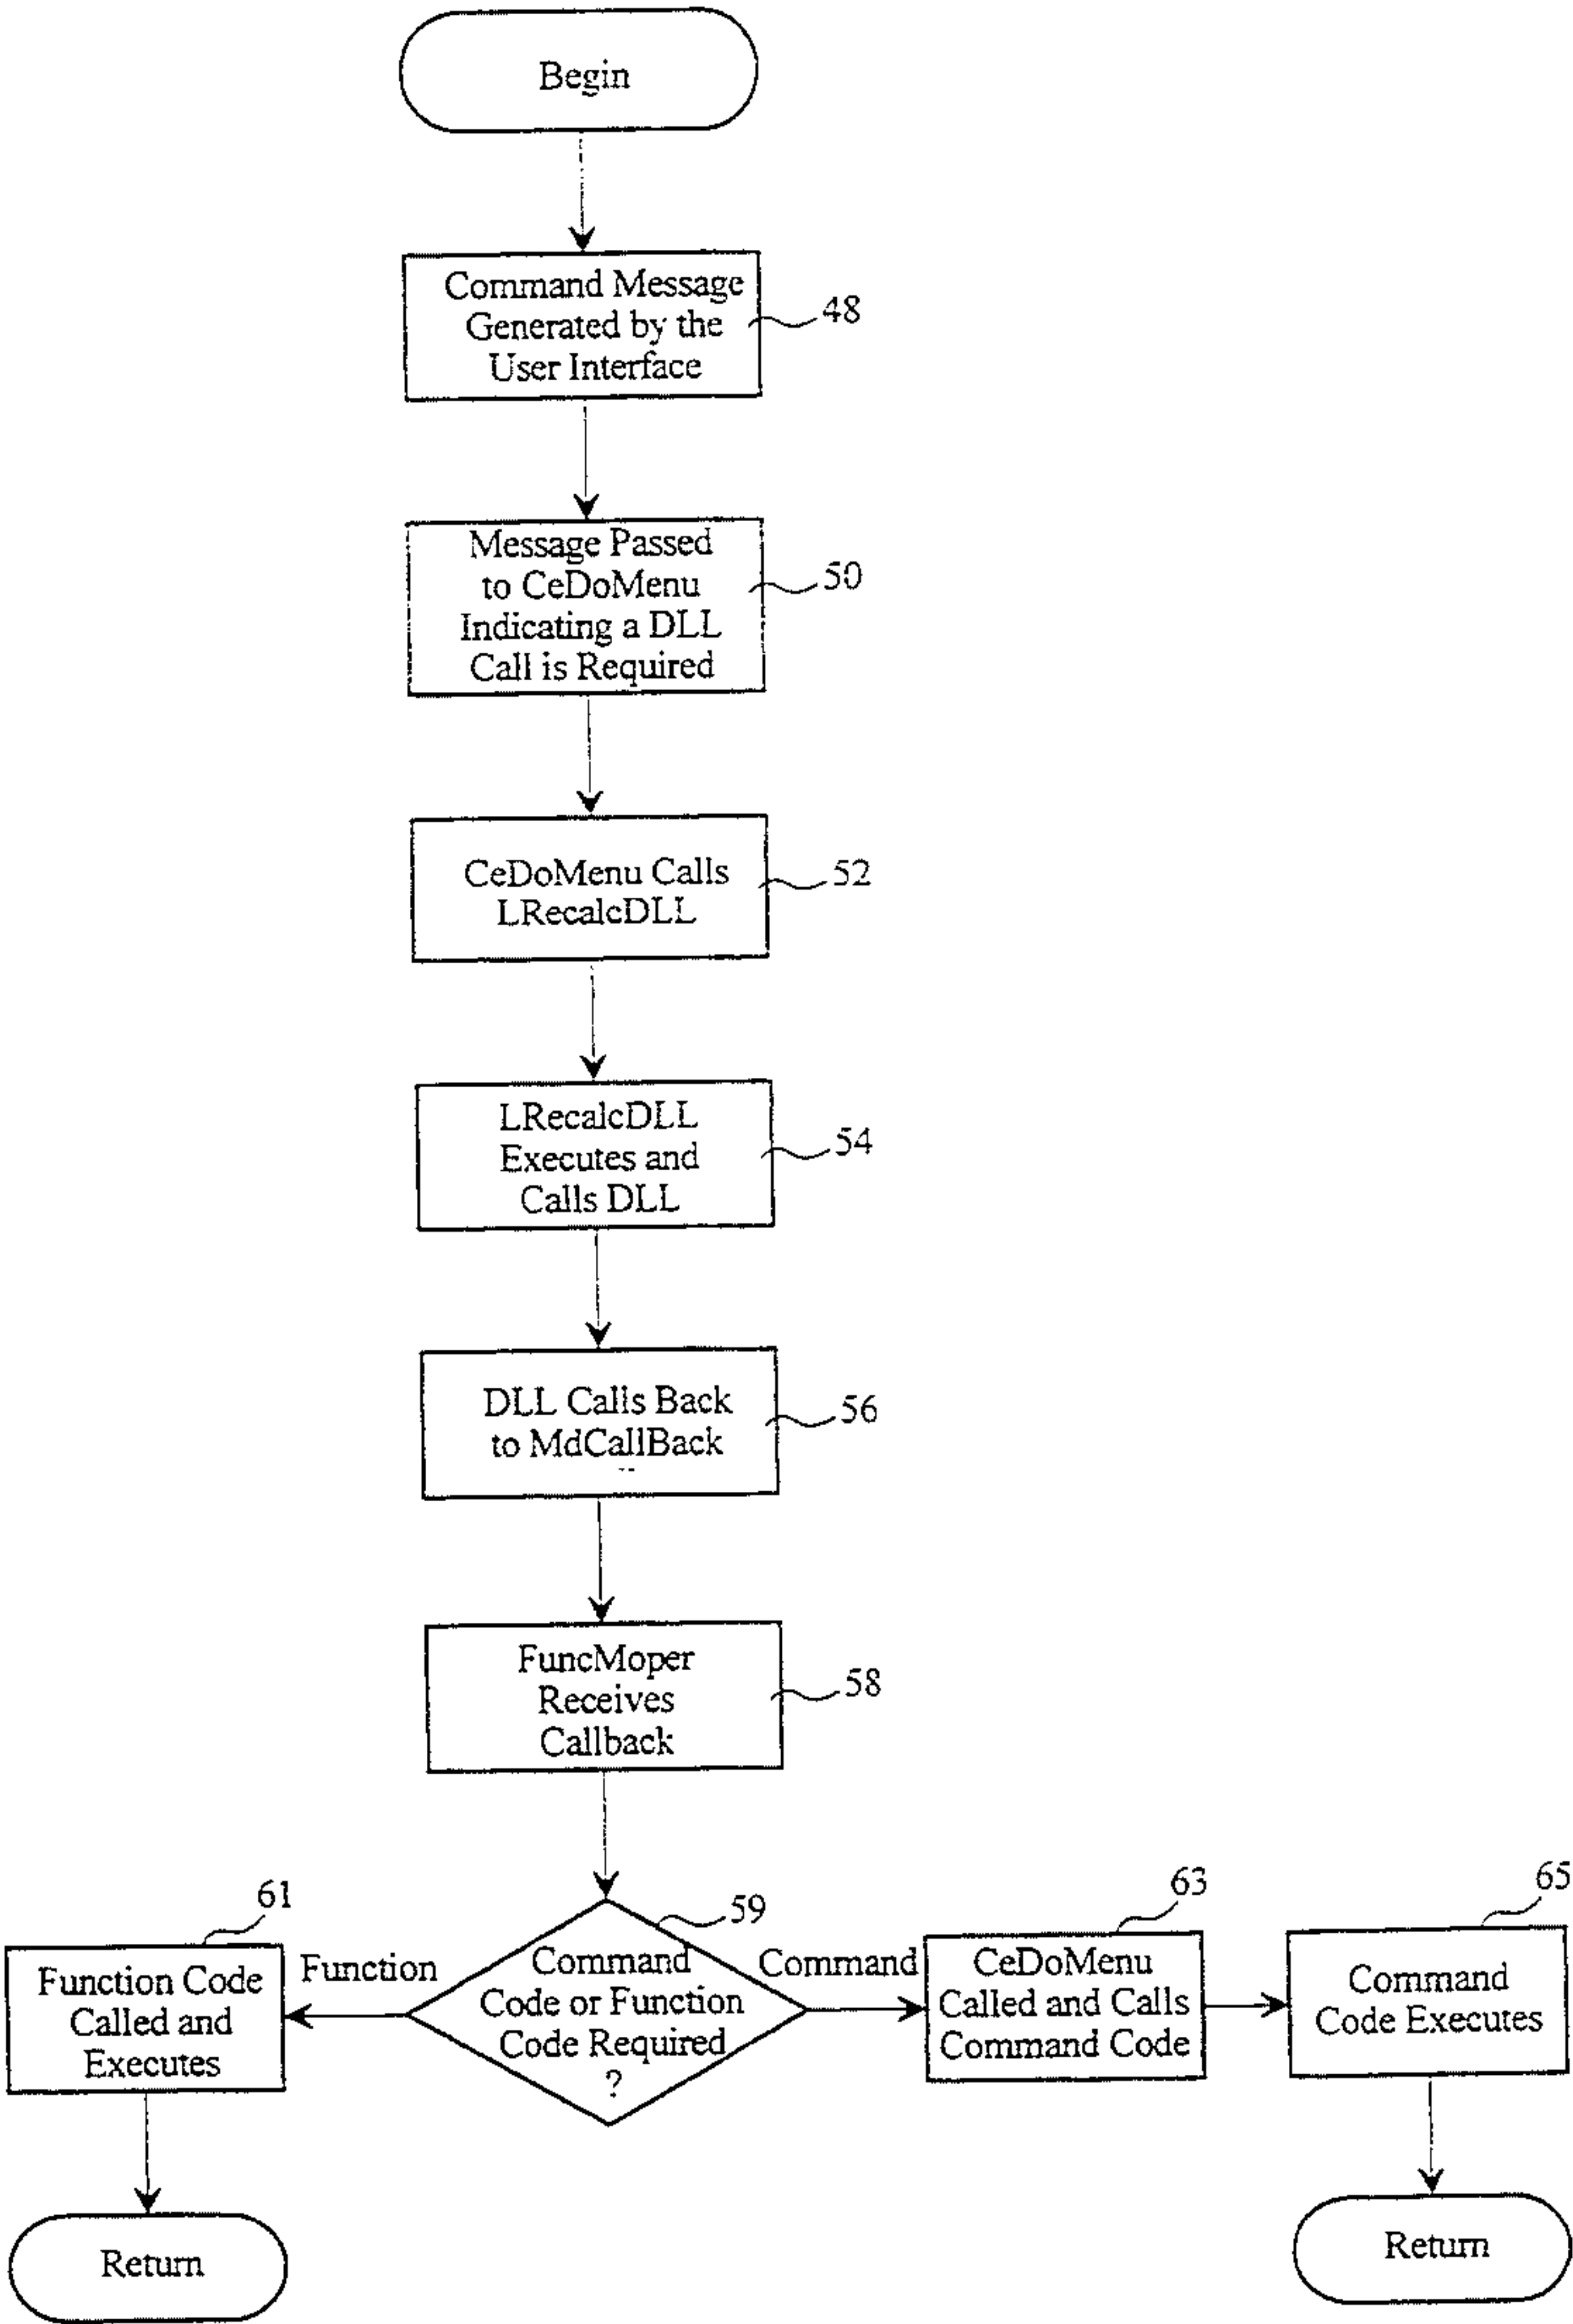 Begin
Command Message
Generated by the
User Interface
48
Message Passed
to CeDoMenu
Indicating a DLL
Call is Required
50
CeDoMenu Calls
LRecalcDLL
52
LRecalcDLL
Executes and
Calls DLL
54
DLL Calls Back
to MdCallBack
56
FuncMoper
Receives
Callback
58
61
Function Code
Called and
Executes
Function
59
Command
Code or Function
Code Required
?
Command
63
CeDoMenu
Called and Calls
Command Code
65
Command
Code Executes
Return
Return